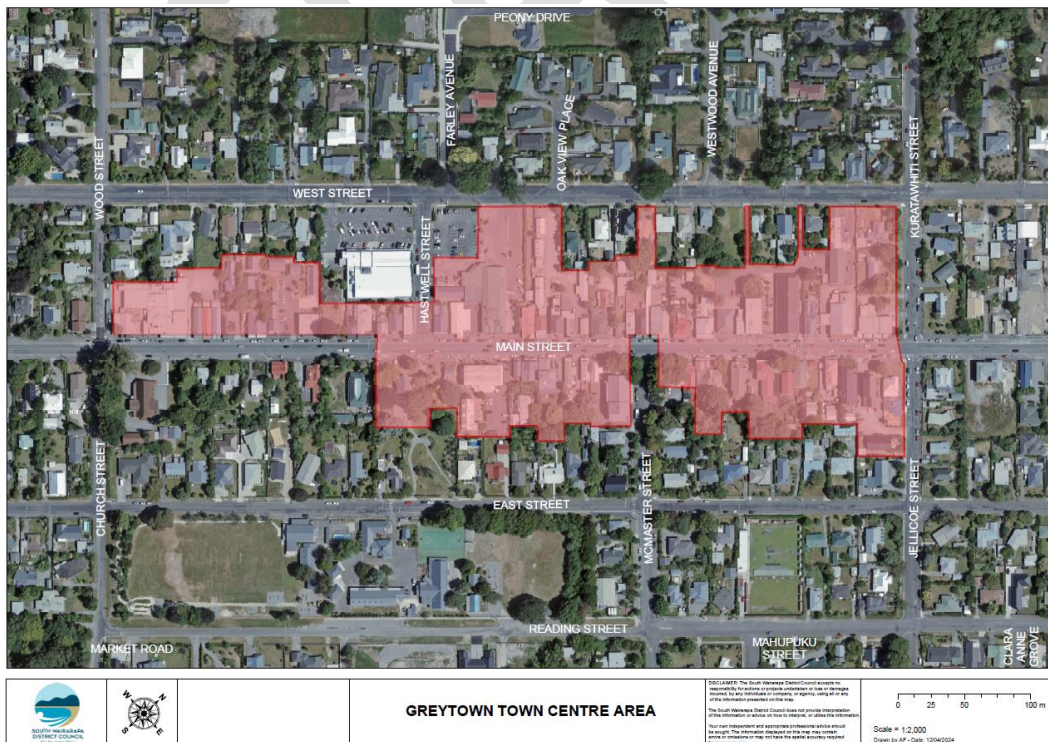 PEONY DRIVE
WOOD STREET
FARLEY AVENUE
OAKVIEW PLACE
WESTWOOD AVENUE
KURATAWHITI STREET
WEST STREET
HASTWELL STREET
MAIN STREET
CHURCH STREET
EAST STREET
MCMASTER STREET
JELLICOE STREET
READING STREET
MARKET ROAD
MAHUPUKU
STREET
CLARA
ANNE
GROVE
SOUTH WAIRARAPA
DISTRICT COUNCIL
N
E
S
W
GREYTOWN TOWN CENTRE AREA
DISCLAIMER: The South Wairarapa District Council accepts no
responsibility for actions or projects undertaken or loss or damages
incurred, by any individuals or company, or agency, using all or any
of the information presented on this map.
The South Wairarapa District Council does not provide interpretation
of this information or advice on how to interpret, or utilise this information.
Your own independent and appropriate professional advice should
be sought. The information displayed on this map may contain
errors or omissions or may not have the spatial accuracy required
0 25 50 100 m
Scale = 1:2,000
Drawn by AF - Date: 12/04/2024